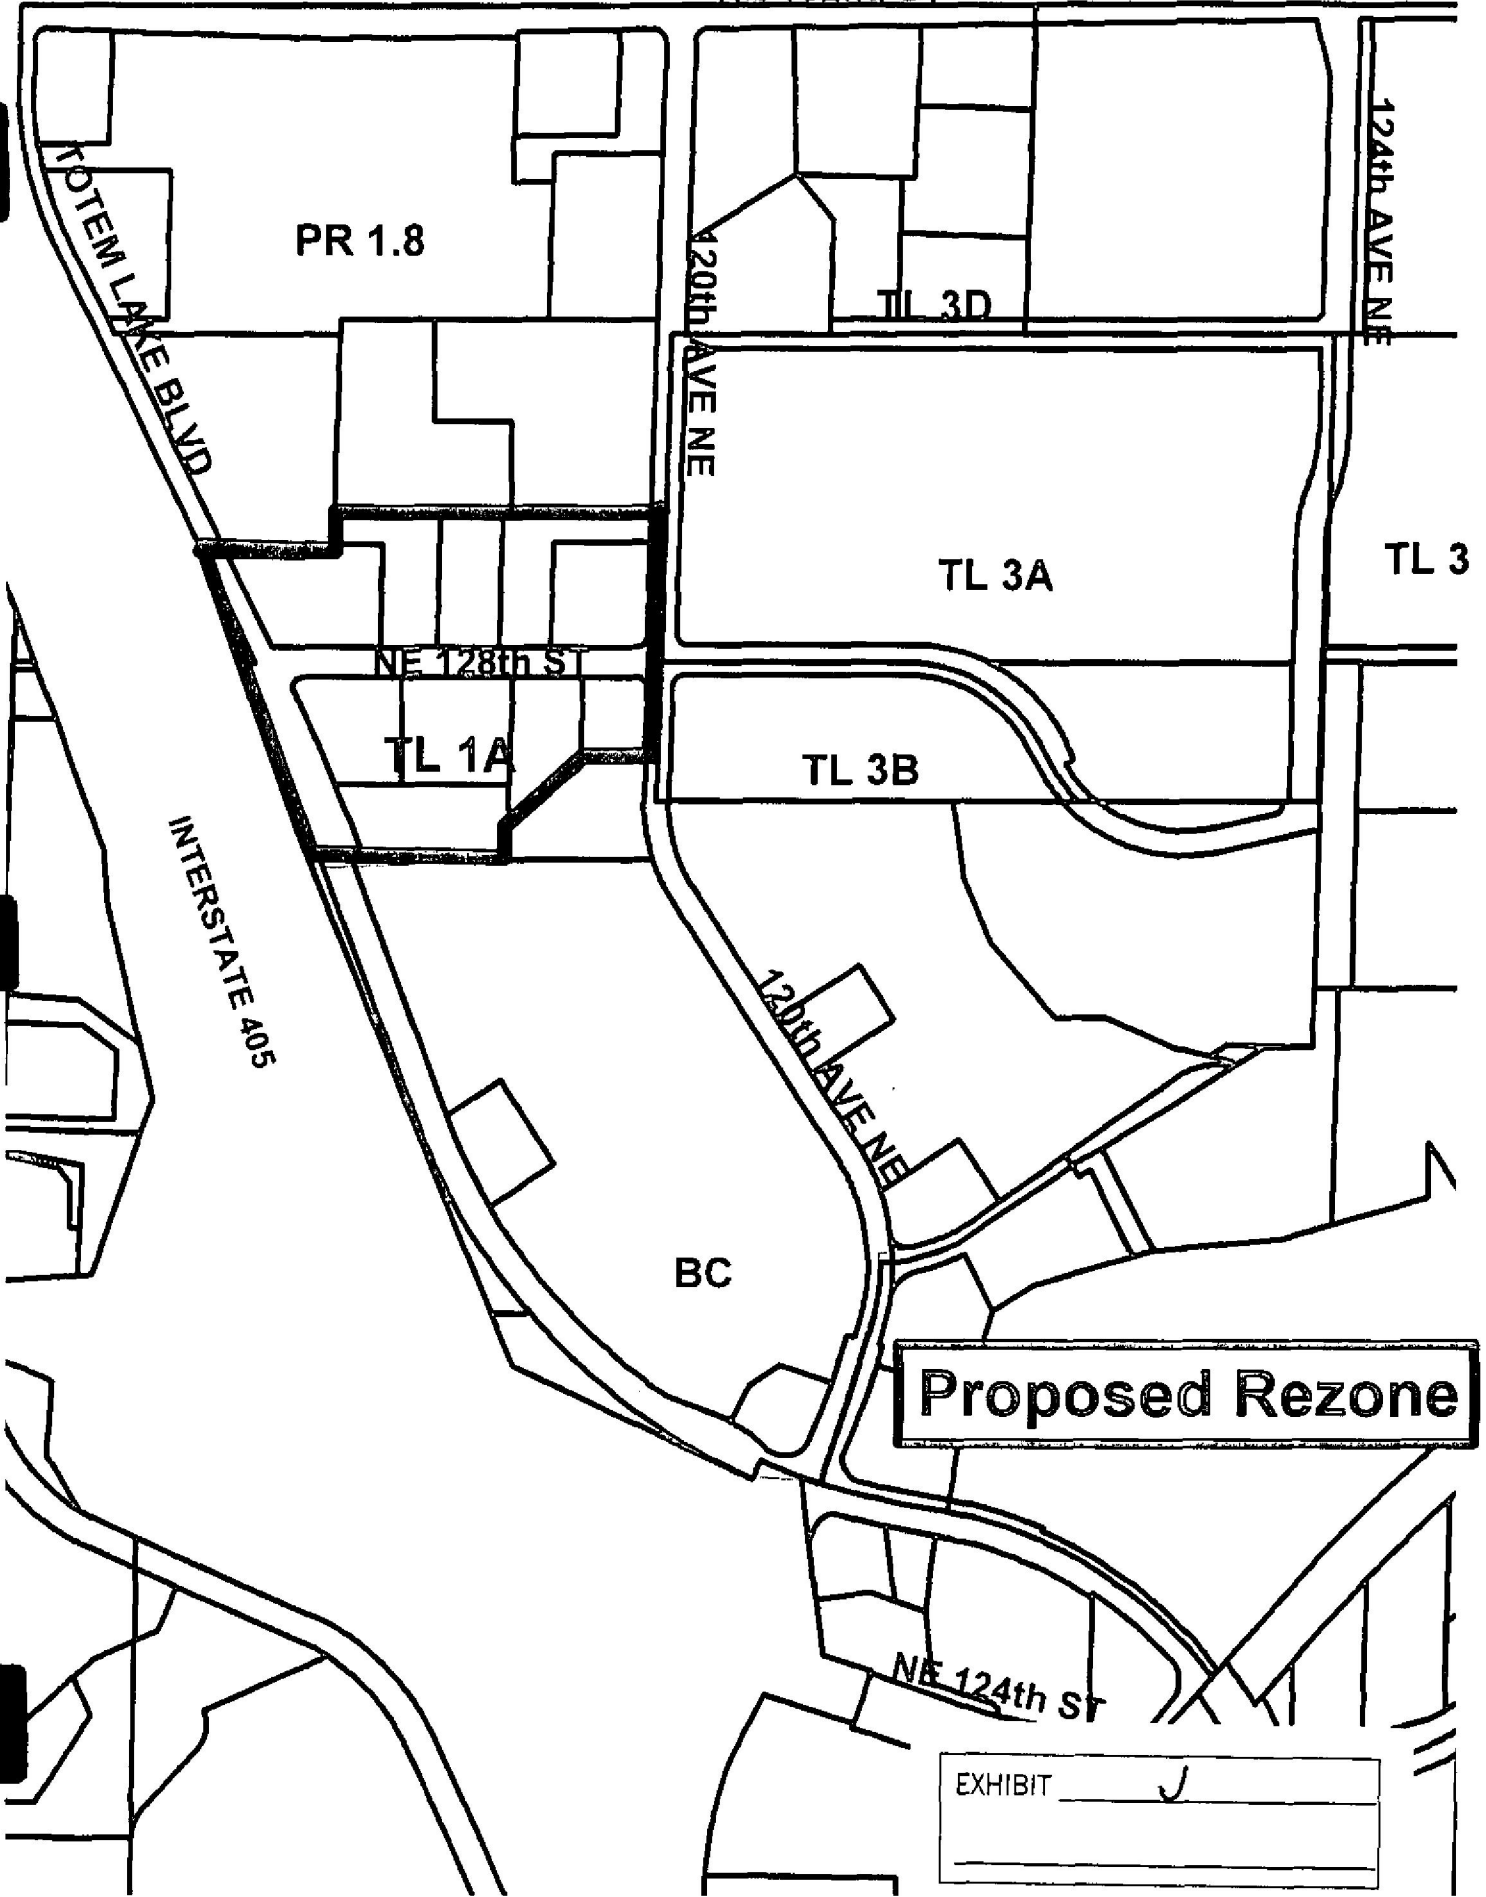 124th AVE NE
TOTEM LAKE BLVD
PR 1.8
120th AVE NE
TL 3D
TL 3A
TL 3
NE 128th ST
TL 1A
TL 3B
INTERSTATE 405
120th AVE NE
BC
Proposed Rezone
NE 124th ST
EXHIBIT J